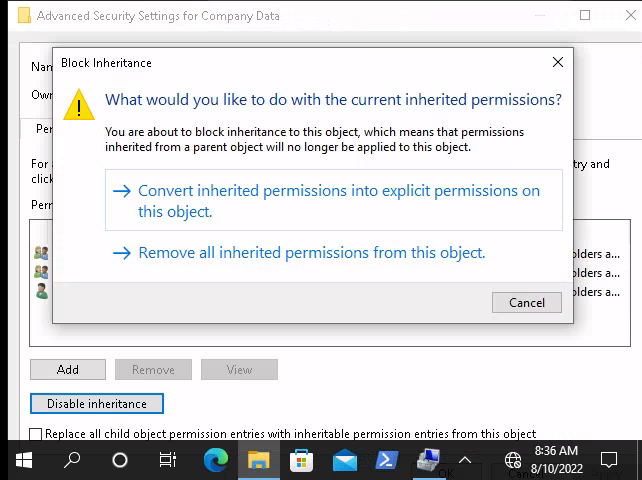 Advanced Security Settings for Company Data
Block Inheritance
What would you like to do with the current inherited permissions?
You are about to block inheritance to this object, which means that permissions
inherited from a parent object will no longer be applied to this object.
Convert inherited permissions into explicit permissions on
this object.
Remove all inherited permissions from this object.
Cancel
Nan
Own
Per
For
try and
click
Perr
olders a...
olders a...
olders a...
Add
Remove
View
Disable inheritance
Replace all child object permission entries with inheritable permission entries from this object
OK
Cancel
8:36 AM
8/10/2022